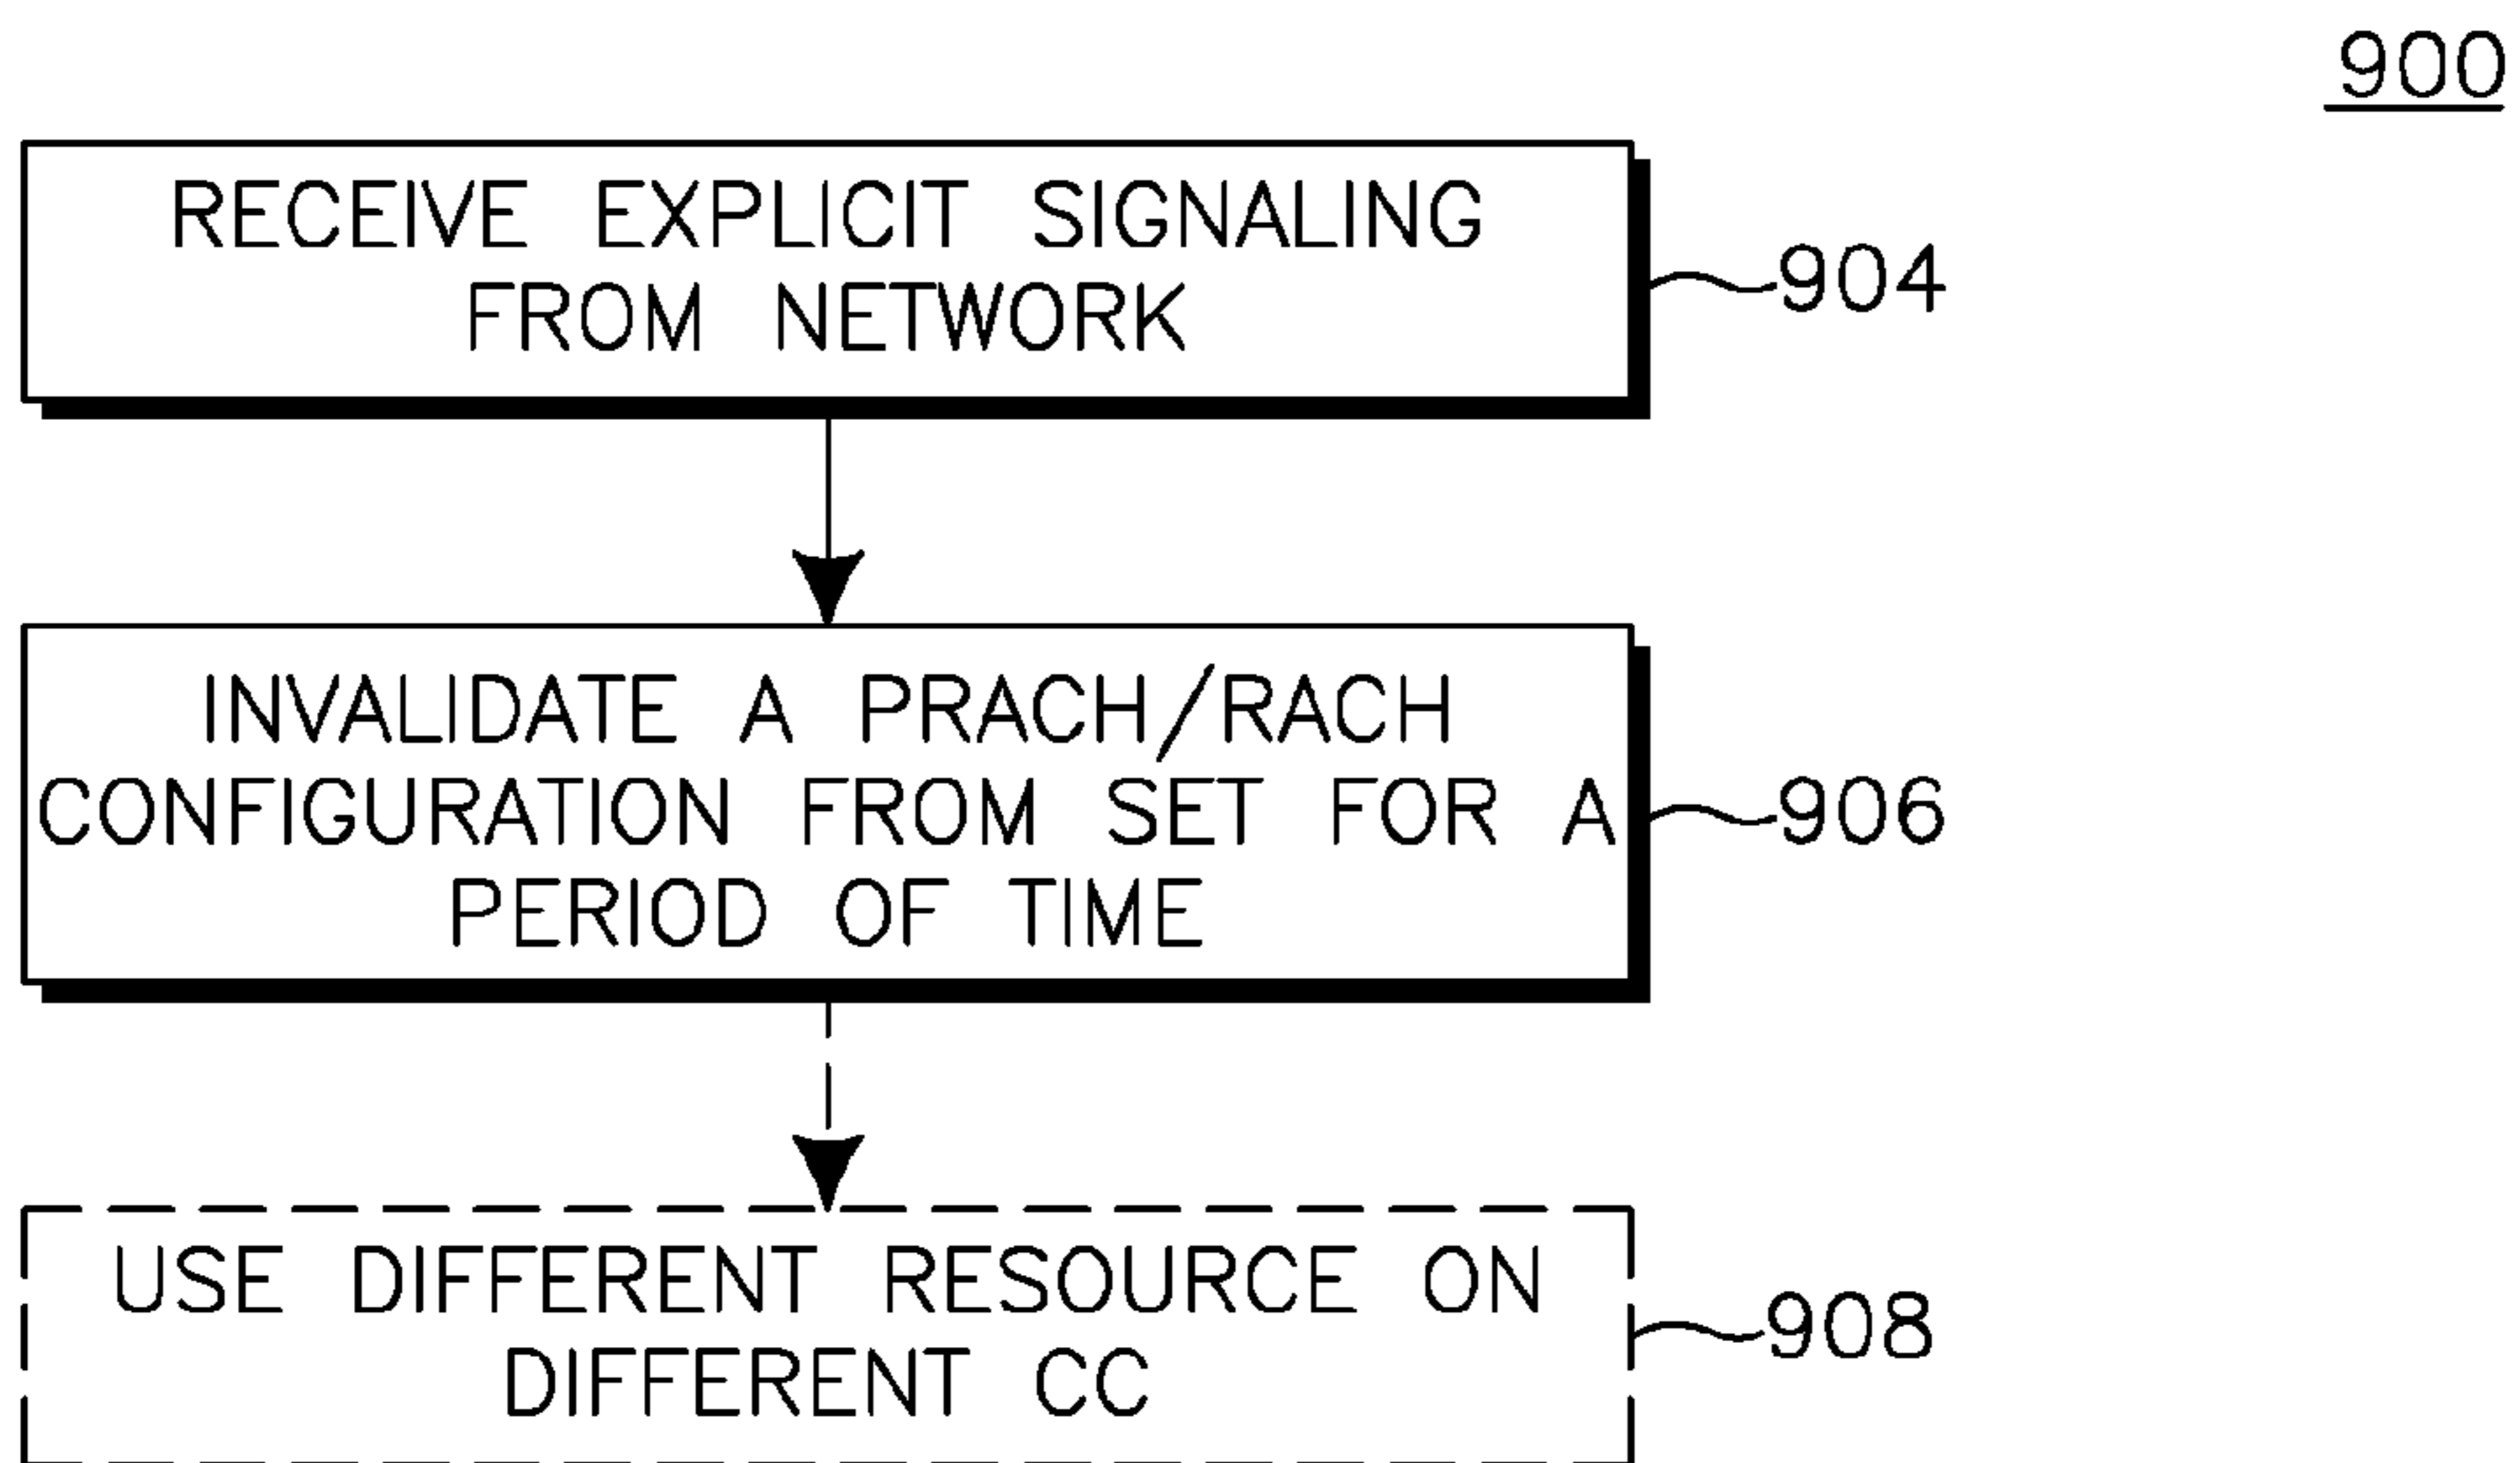 900
RECEIVE EXPLICIT SIGNALING
FROM NETWORK
904
INVALIDATE A PRACH/RACH
CONFIGURATION FROM SET FOR A
PERIOD OF TIME
906
USE DIFFERENT RESOURCE ON
DIFFERENT CC
908